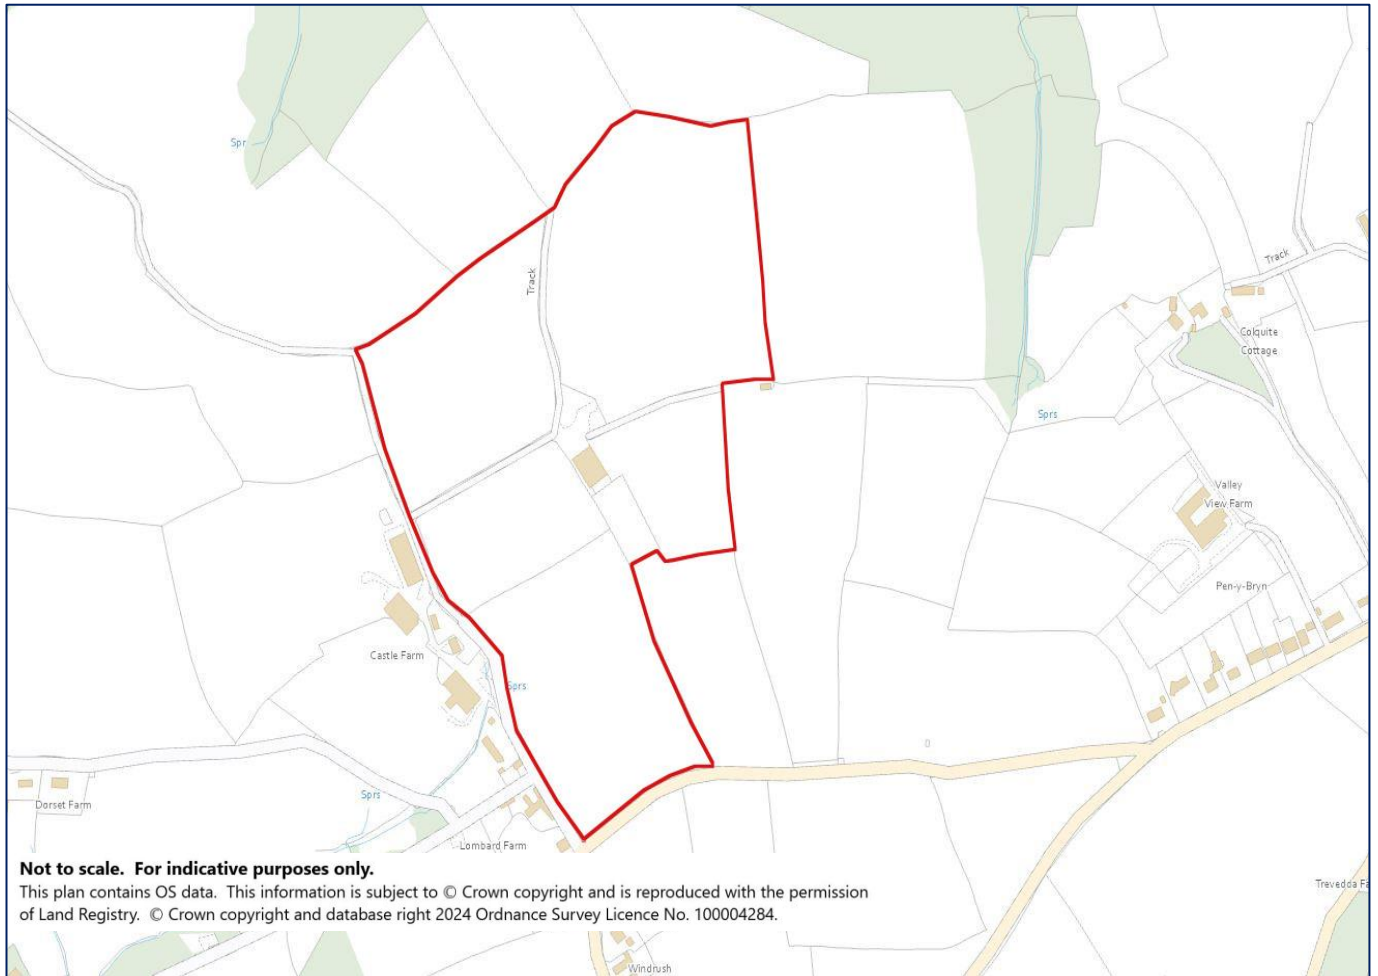 Spr
Track
Track
Colquite
Cottage
Sprs
Valley
View Farm
Pen-y-Bryn
Castle Farm
Sprs
Sprs
Dorset Farm
Lombard Farm
Not to scale. For indicative purposes only.
This plan contains OS data. This information is subject to © Crown copyright and is reproduced with the permission
of Land Registry. © Crown copyright and database right 2024 Ordnance Survey Licence No. 100004284.
Trevedda Fa
Windrush